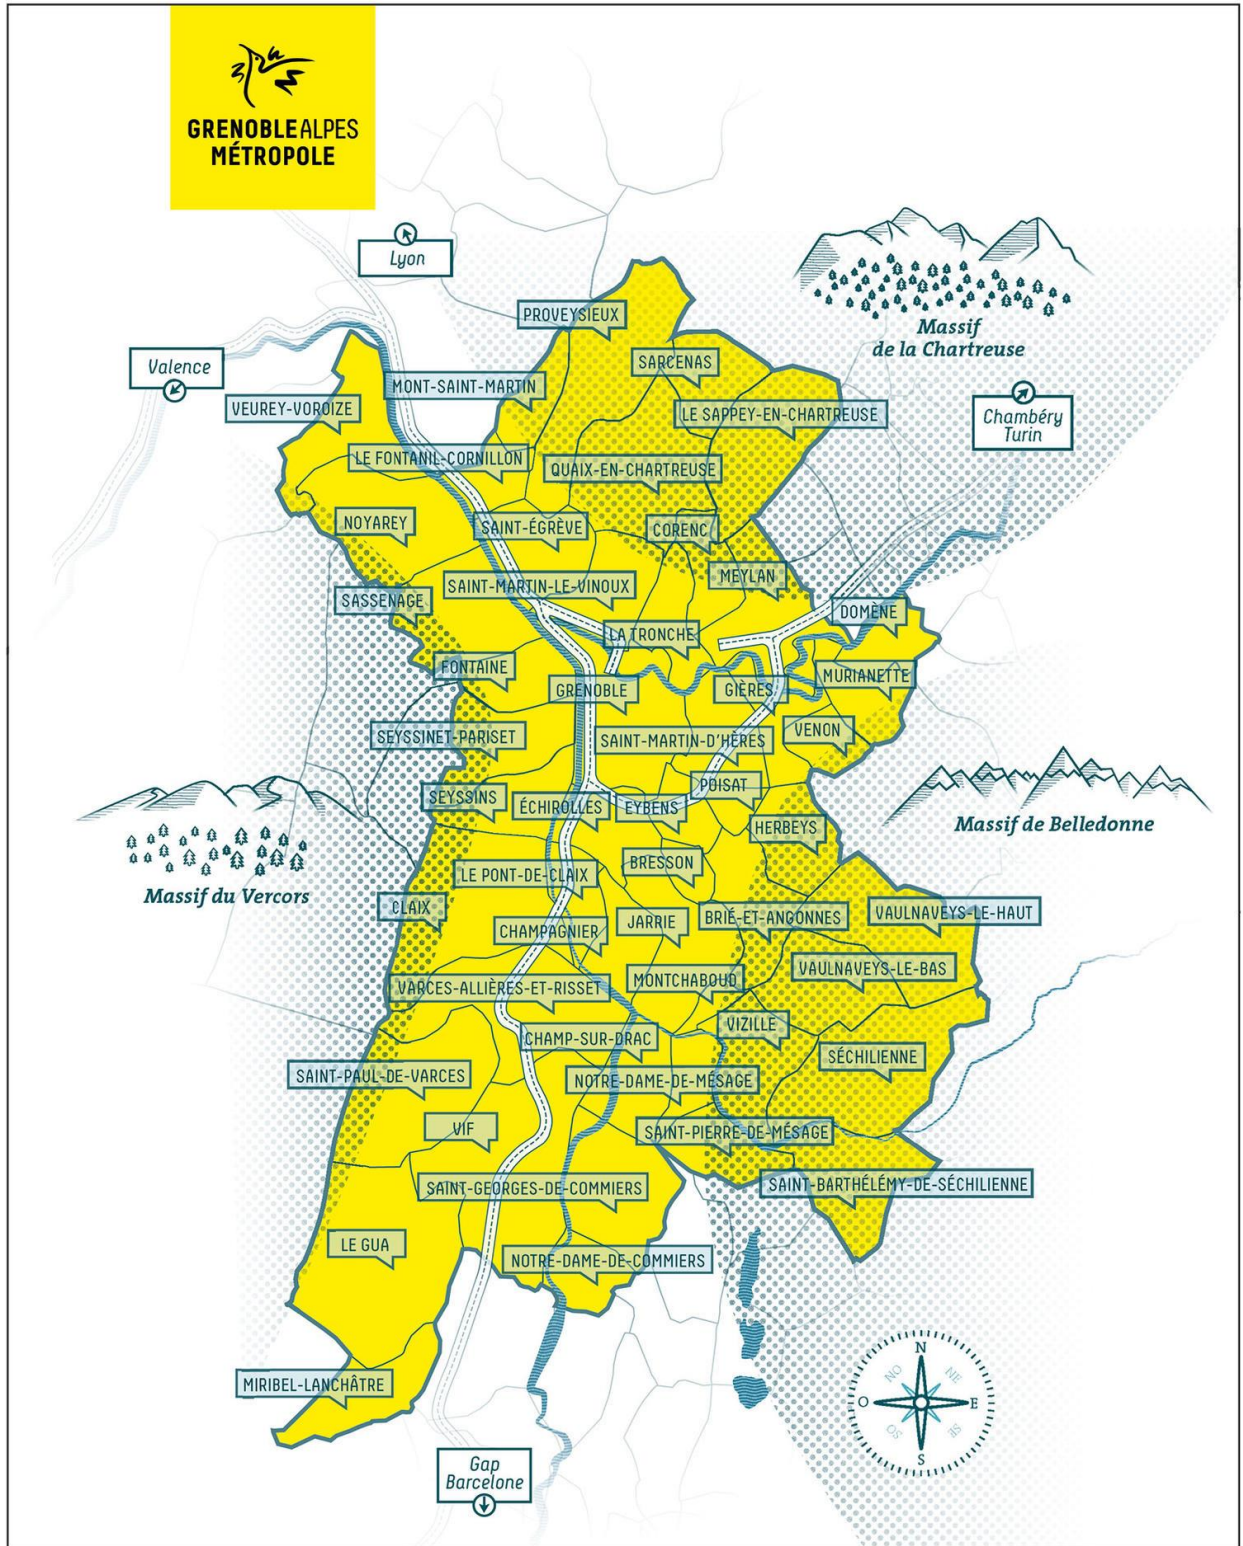 GRENOBLEALPES
MÉTROPOLE
Lyon
PROVEYSIEUX
Massif
de la Chartreuse
SARCENAS
Valence
MONT-SAINT-MARTIN
VEUREY-VOROIZE
LE SAPPEY-EN-CHARTREUSE
Chambéry
Turin
LE FONTANIL-CORNILLON
QUAIX-EN-CHARTREUSE
NOYAREY
SAINT-ÉGRÈVE
CORENC
MEYLAN
SAINT-MARTIN-LE-VINOUX
SASSENAGE
DOMÈNE
LA TRONCHE
FONTAINE
MURIANETTE
GRENOBLE
GIÈRES
SEYSSINET-PARISET
SAINT-MARTIN-D'HÈRES
VENON
POISAT
SEYSSINS
ÉCHIROLLES
EYBENS
HERBEYS
Massif de Belledonne
BRESSON
LE PONT-DE-CLAIX
Massif du Vercors
CLAIX
JARRIE
BRIÉ-ET-ANGONNES
VAULNAVEYS-LE-HAUT
CHAMPAGNIER
VAULNAVEYS-LE-BAS
MONTCHABOUD
VARCES-ALLIÈRES-ET-RISSET
VIZILLE
CHAMP-SUR-DRAC
SÉCHILIENNE
SAINT-PAUL-DE-VARCES
NOTRE-DAME-DE-MÉSAGE
VIF
SAINT-PIERRE-DE-MÉSAGE
SAINT-GEORGES-DE-COMMIERS
SAINT-BARTHÉLÉMY-DE-SÉCHILIENNE
LE GUA
NOTRE-DAME-DE-COMMIERS
MIRIBEL-LANCHÂTRE
N
NO
NE
O
E
SO
SE
S
Gap
Barcelone